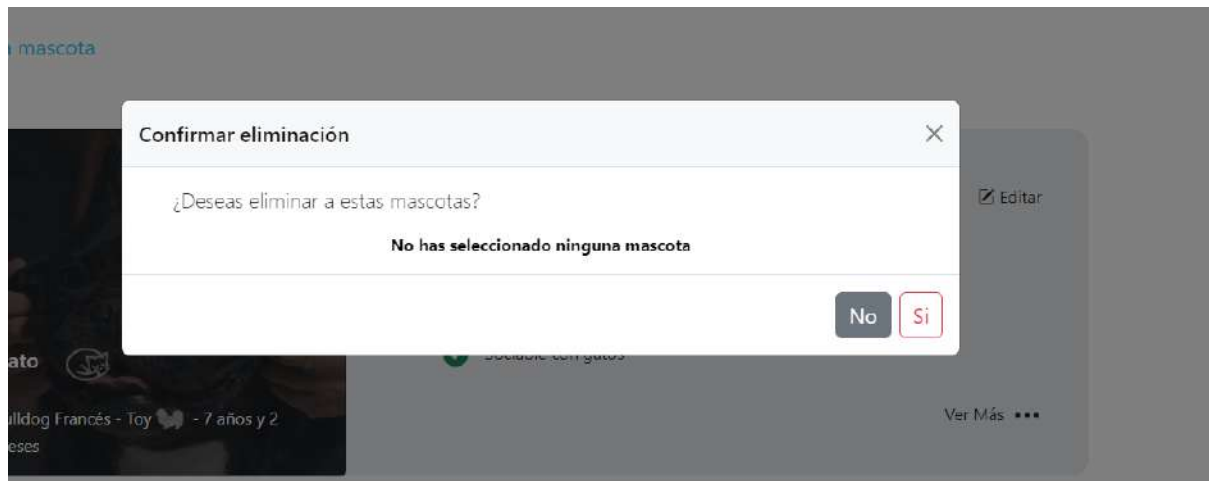 mascota
Confirmar eliminación
¿Deseas eliminar a estas mascotas?
Editar
No has seleccionado ninguna mascota
No Si
ato
Sociable con gatos
lldog Francés - Toy - 7 años y 2
Ver Más •••
eses